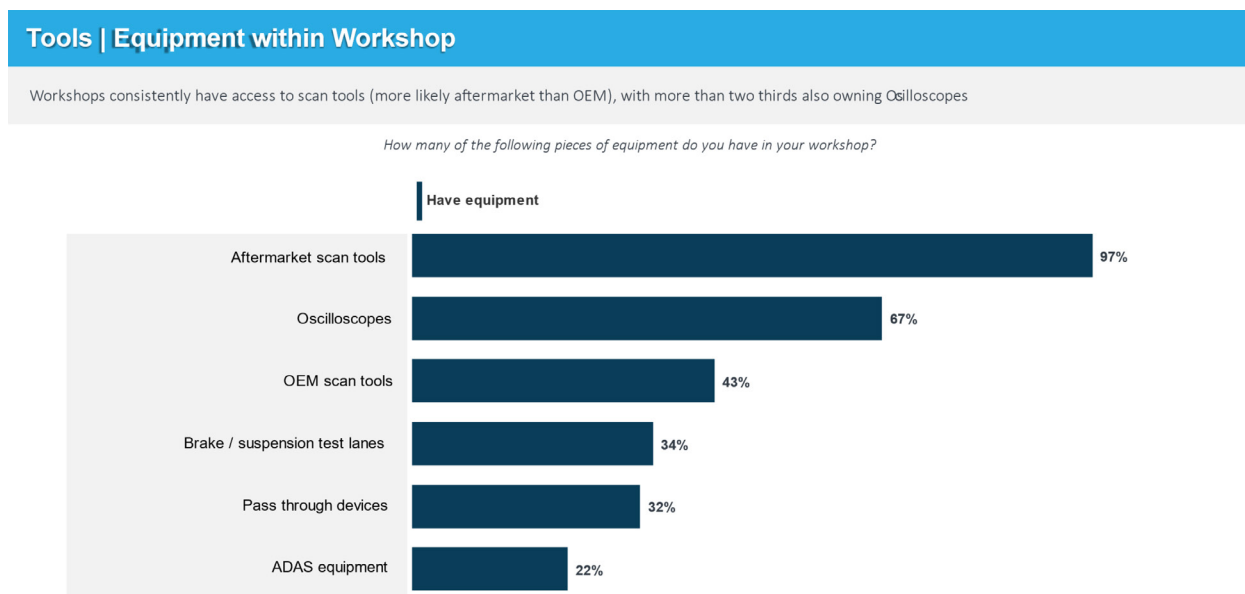 Tools | Equipment within Workshop
Workshops consistently have access to scan tools (more likely aftermarket than OEM), with more than two thirds also owning Oscilloscopes
How many of the following pieces of equipment do you have in your workshop?
Have equipment
Aftermarket scan tools 97%
Oscilloscopes 67%
OEM scan tools 43%
Brake / suspension test lanes 34%
Pass through devices 32%
ADAS equipment 22%